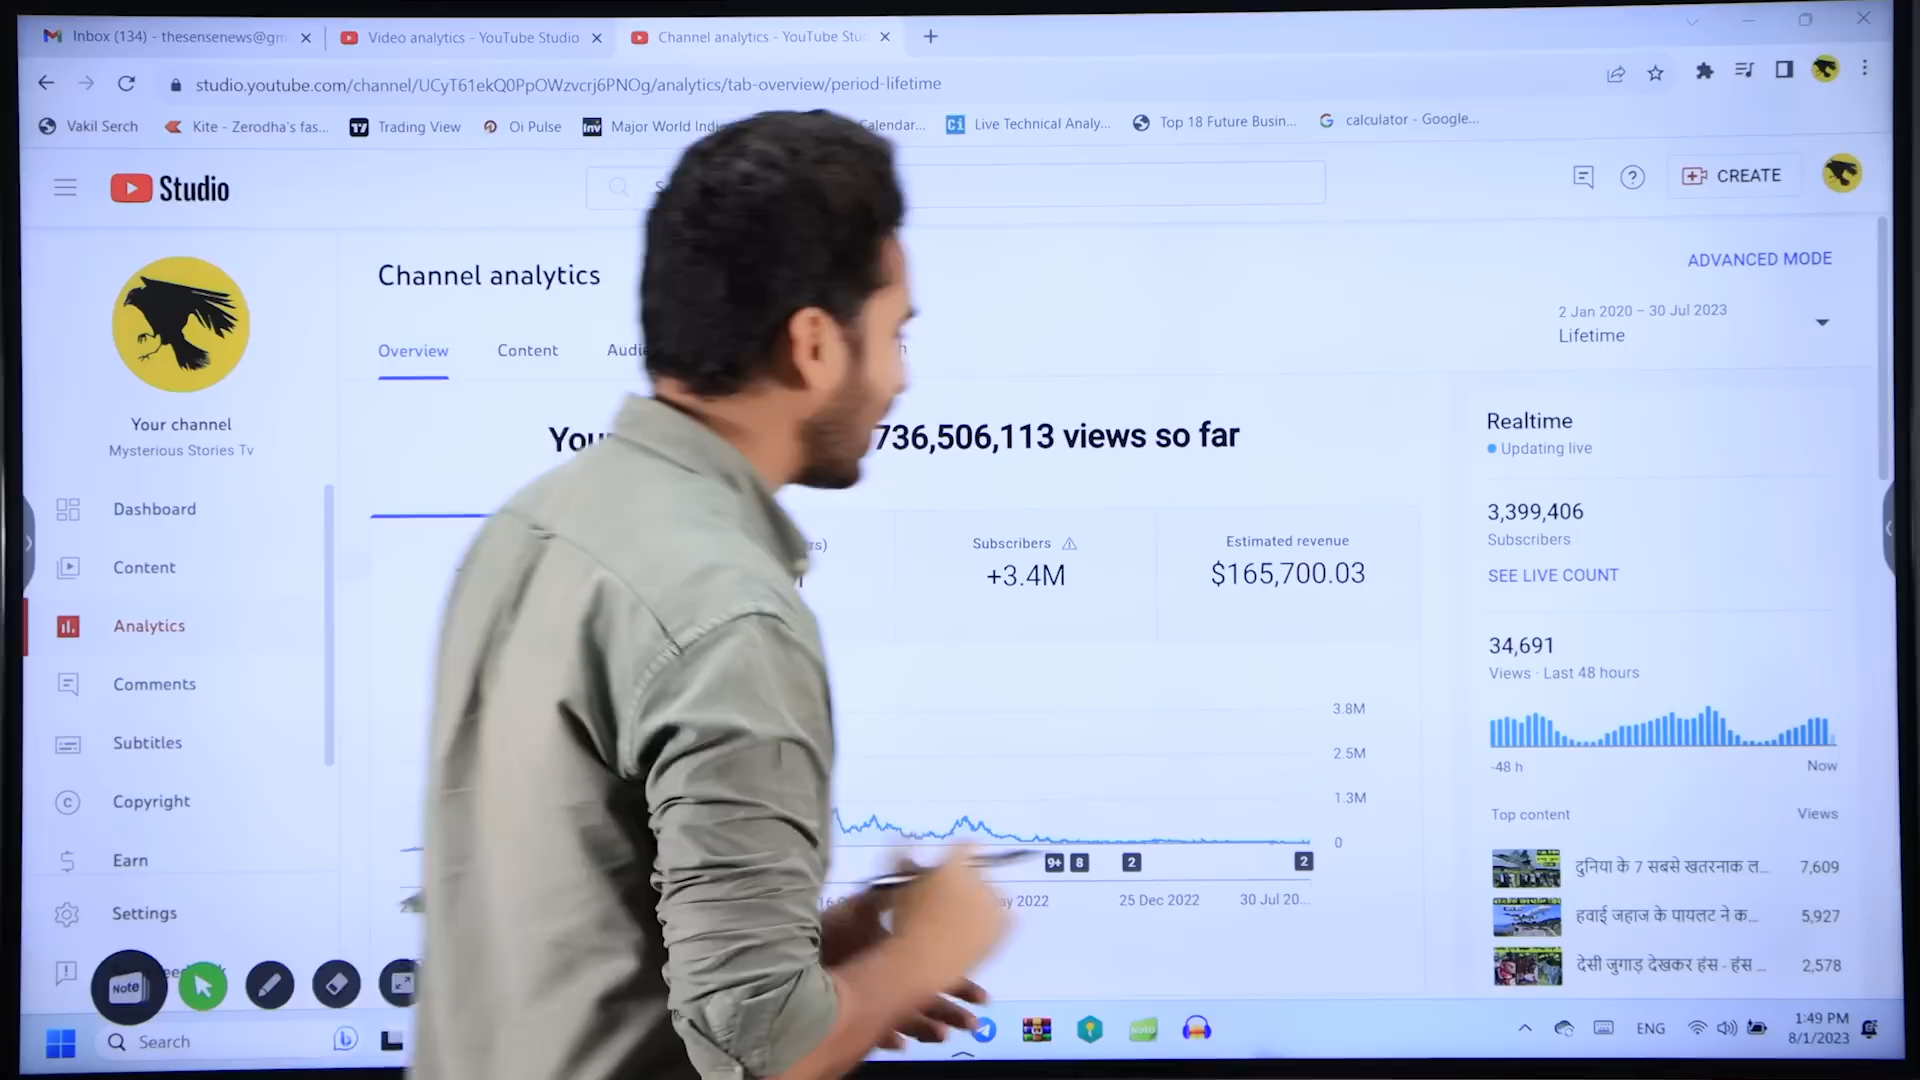 Inbox (134) - thesensenews@gm
Video analytics - YouTube Studio
Channel analytics - YouTube Stu
studio.youtube.com/channel/UCyT61ekQ0PpOWzvcrj6PNOg/analytics/tab-overview/period-lifetime
Vakil Serch
Kite - Zerodha's fas...
Trading View
Oi Pulse
Major World Indi
Calendar...
Live Technical Analy...
Top 18 Future Busin...
calculator - Google...
Studio
CREATE
Channel analytics
ADVANCED MODE
2 Jan 2020 – 30 Jul 2023
Lifetime
Overview
Content
Your channel
Mysterious Stories Tv
736,506,113 views so far
Realtime
Updating live
3,399,406
Subscribers
SEE LIVE COUNT
Subscribers
+3.4M
Estimated revenue
$165,700.03
Dashboard
Content
Analytics
Comments
Subtitles
Copyright
Earn
Settings
34,691
Views · Last 48 hours
-48 h
Now
3.8M
2.5M
1.3M
0
9+
8
2
2
2022
25 Dec 2022
30 Jul 20...
Top content
Views
दुनिया के 7 सबसे खतरनाक ल...
7,609
हवाई जहाज के पायलट ने क...
5,927
देसी जुगाड़ देखकर हंस - हंस ...
2,578
Note
Search
Note
ENG
1:49 PM
8/1/2023